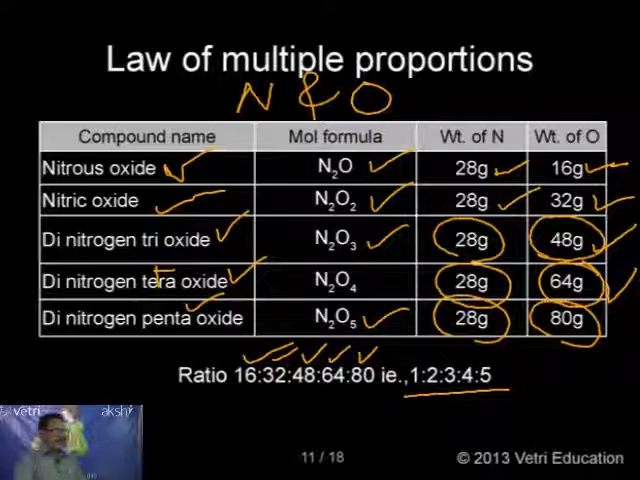 Law of multiple proportions
N & O
Compound name Mol formula Wt. of N Wt. of O
Nitrous oxide N₂O 28g 16g
Nitric oxide N₂O₂ 28g 32g
Di nitrogen tri oxide N₂O₃ 28g 48g
Di nitrogen tera oxide N₂O₄ 28g 64g
Di nitrogen penta oxide N₂O₅ 28g 80g
Ratio 16:32:48:64:80 ie.,1:2:3:4:5
vetri akshi
11 / 18 © 2013 Vetri Education